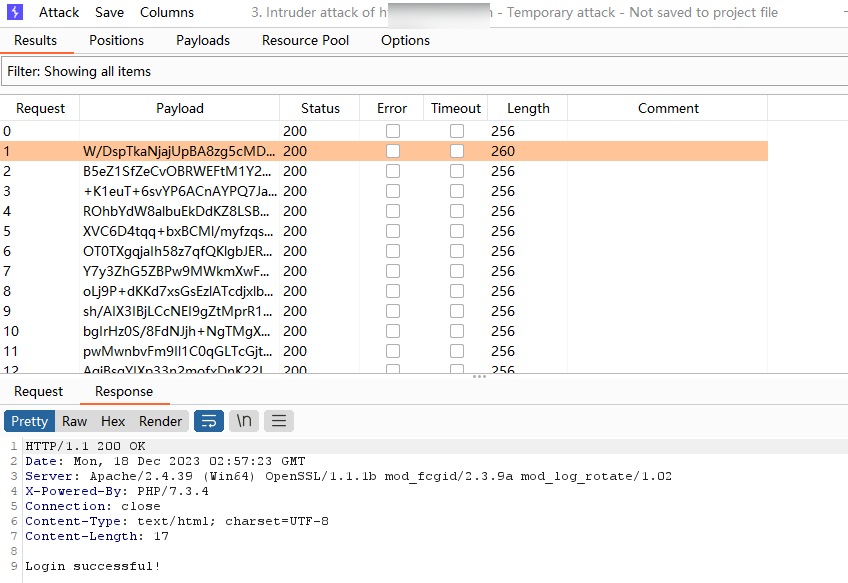 Attack Save Columns 3. Intruder attack of - Temporary attack - Not saved to project file
Results Positions Payloads Resource Pool Options
Filter: Showing all items
Request Payload Status Error Timeout Length Comment
0 200 256
1 W/DspTkaNjajUpBA8zg5cMD... 200 260
2 B5eZ1SfZeCvOBRWEFtM1Y2... 200 256
3 +K1euT+6svYP6ACnAYPQ7Ja... 200 256
4 ROhbYdW8albuEkDdKZ8LSB... 200 256
5 XVC6D4tqq+bxBCMl/myfzqs... 200 256
6 OT0TXgqjaIh58z7qfQKlgbJER... 200 256
7 Y7y3ZhG5ZBPw9MWkmXwF... 200 256
8 oLj9P+dKKd7xsGsEzlATcdjxlb... 200 256
9 sh/AIX3IBjLCcNEI9gZtMprR1... 200 256
10 bgIrHz0S/8FdNJjh+NgTMgX... 200 256
11 pwMwnbvFm9Il1C0qGLTcGjt... 200 256
12 200 256
Request Response
Pretty Raw Hex Render \n
1 HTTP/1.1 200 OK
2 Date: Mon, 18 Dec 2023 02:57:23 GMT
3 Server: Apache/2.4.39 (Win64) OpenSSL/1.1.1b mod_fcgid/2.3.9a mod_log_rotate/1.02
4 X-Powered-By: PHP/7.3.4
5 Connection: close
6 Content-Type: text/html; charset=UTF-8
7 Content-Length: 17
8
9 Login successful!